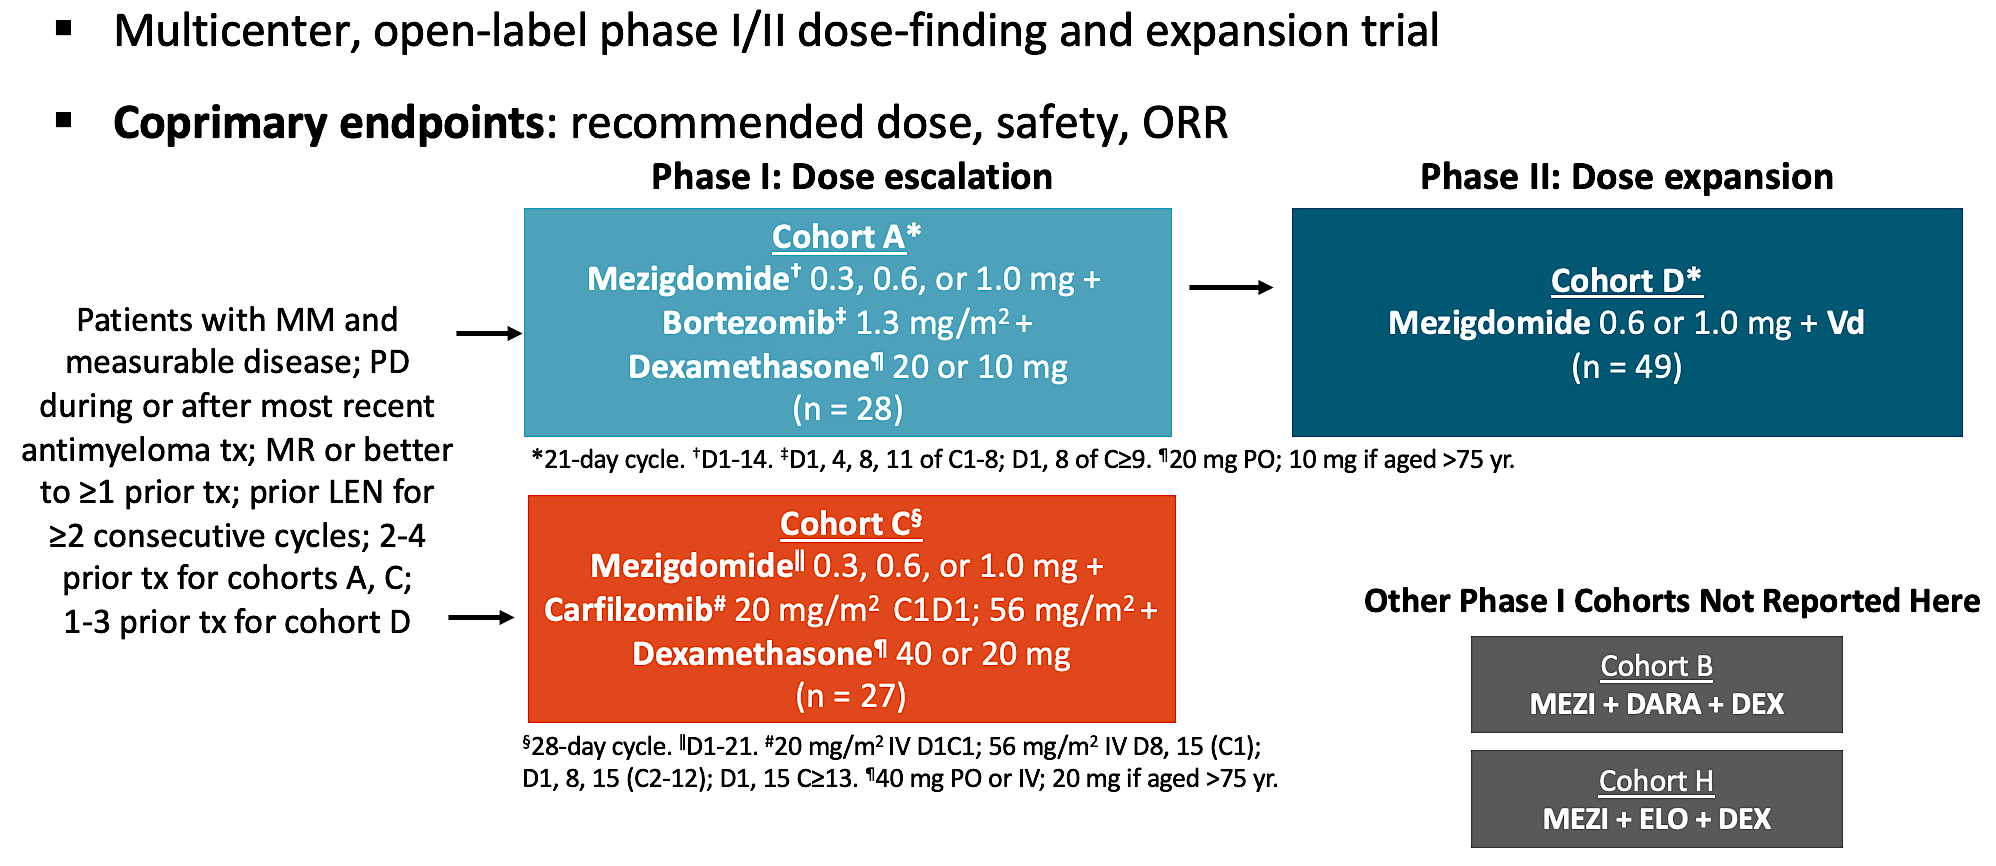 ▪ Multicenter, open-label phase I/II dose-finding and expansion trial
▪ Coprimary endpoints: recommended dose, safety, ORR
Patients with MM and
measurable disease; PD
during or after most recent
antimyeloma tx; MR or better
to ≥1 prior tx; prior LEN for
≥2 consecutive cycles; 2-4
prior tx for cohorts A, C;
1-3 prior tx for cohort D
Phase I: Dose escalation
Cohort A*
Mezigdomide† 0.3, 0.6, or 1.0 mg +
Bortezomib‡ 1.3 mg/m² +
Dexamethasone¶ 20 or 10 mg
(n = 28)
Phase II: Dose expansion
Cohort D*
Mezigdomide 0.6 or 1.0 mg + Vd
(n = 49)
*21-day cycle. †D1-14. ‡D1, 4, 8, 11 of C1-8; D1, 8 of C≥9. ¶20 mg PO; 10 mg if aged >75 yr.
Cohort C§
Mezigdomide‖ 0.3, 0.6, or 1.0 mg +
Carfilzomib# 20 mg/m² C1D1; 56 mg/m² +
Dexamethasone¶ 40 or 20 mg
(n = 27)
§28-day cycle. ‖D1-21. #20 mg/m² IV D1C1; 56 mg/m² IV D8, 15 (C1);
D1, 8, 15 (C2-12); D1, 15 C≥13. ¶40 mg PO or IV; 20 mg if aged >75 yr.
Other Phase I Cohorts Not Reported Here
Cohort B
MEZI + DARA + DEX
Cohort H
MEZI + ELO + DEX